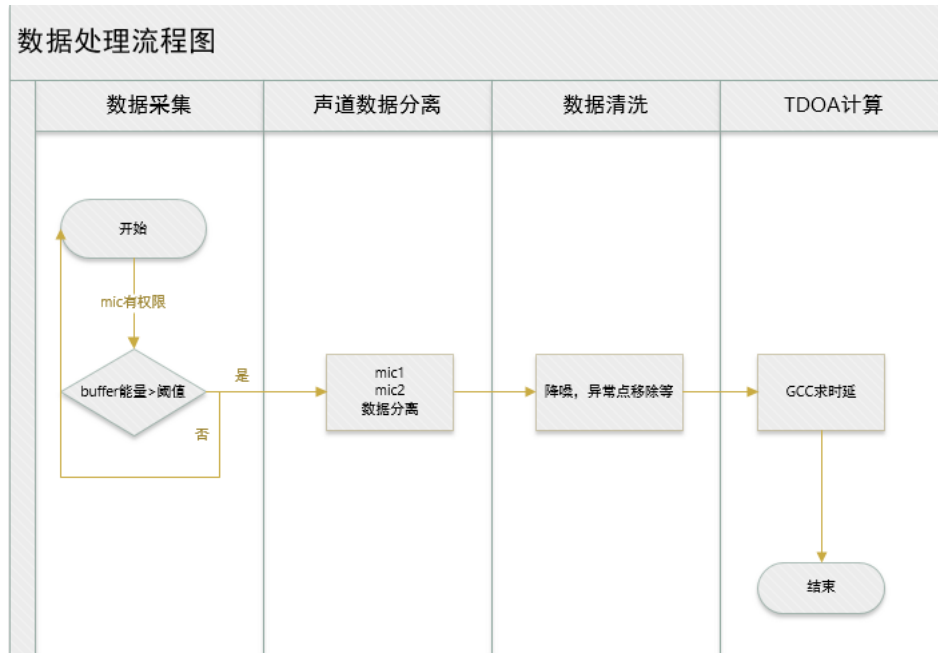 数据处理流程图
数据采集
声道数据分离
数据清洗
TDOA计算
开始
mic有权限
buffer能量>阈值
是
否
mic1
mic2
数据分离
降噪，异常点移除等
GCC求时延
结束